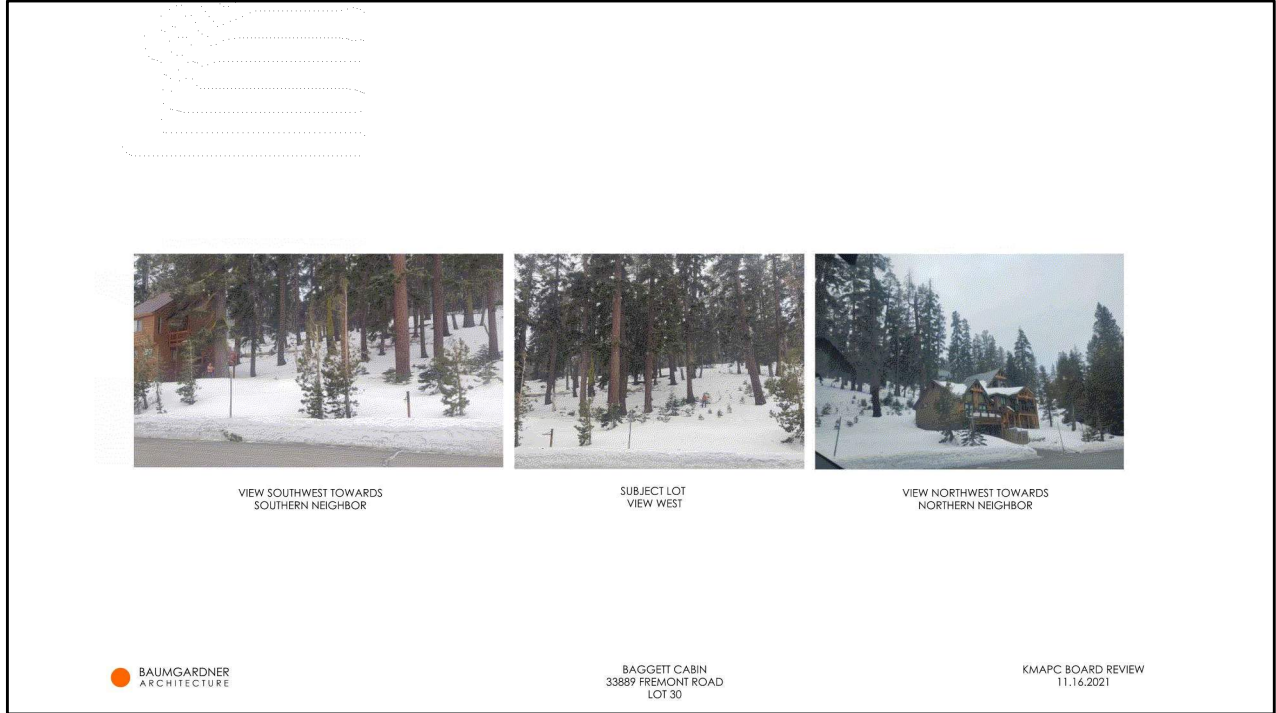 VIEW SOUTHWEST TOWARDS
SOUTHERN NEIGHBOR
SUBJECT LOT
VIEW WEST
VIEW NORTHWEST TOWARDS
NORTHERN NEIGHBOR
BAUMGARDNER
ARCHITECTURE
BAGGETT CABIN
33889 FREMONT ROAD
LOT 30
KMAPC BOARD REVIEW
11.16.2021